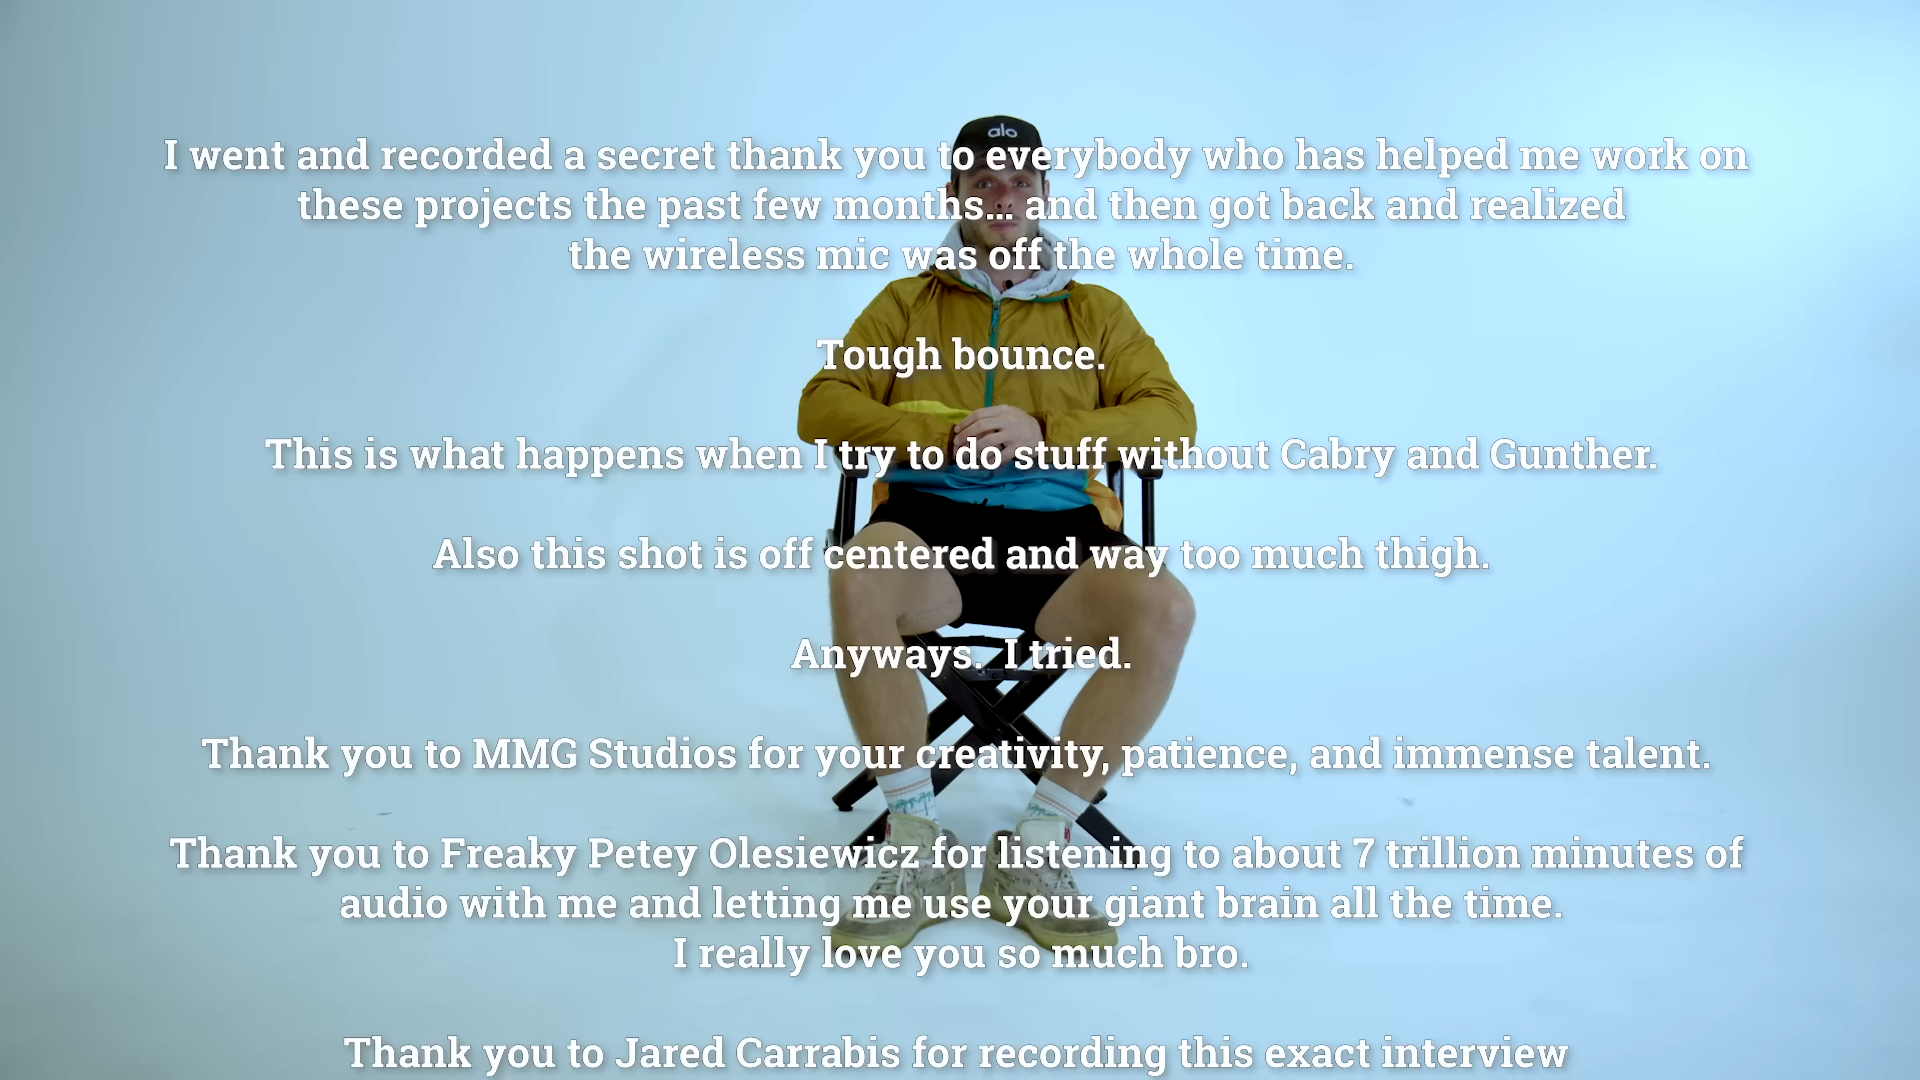 alo
I went and recorded a secret thank you to everybody who has helped me work on
these projects the past few months... and then got back and realized
the wireless mic was off the whole time.
Tough bounce.
This is what happens when I try to do stuff without Cabry and Gunther.
Also this shot is off centered and way too much thigh.
Anyways.  I tried.
Thank you to MMG Studios for your creativity, patience, and immense talent.
Thank you to Freaky Petey Olesiewicz for listening to about 7 trillion minutes of
audio with me and letting me use your giant brain all the time.
I really love you so much bro.
Thank you to Jared Carrabis for recording this exact interview